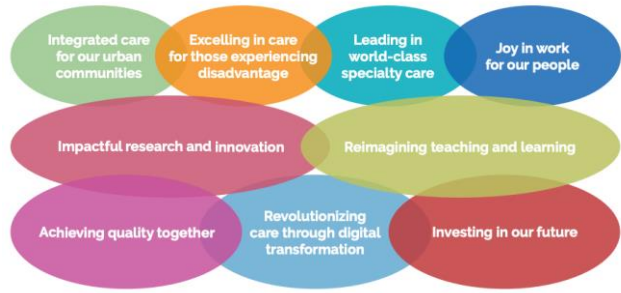 Integrated care
for our urban
communities
Excelling in care
for those experiencing
disadvantage
Leading in
world-class
specialty care
Joy in work
for our people
Impactful research and innovation
Reimagining teaching and learning
Achieving quality together
Revolutionizing
care through digital
transformation
Investing in our future